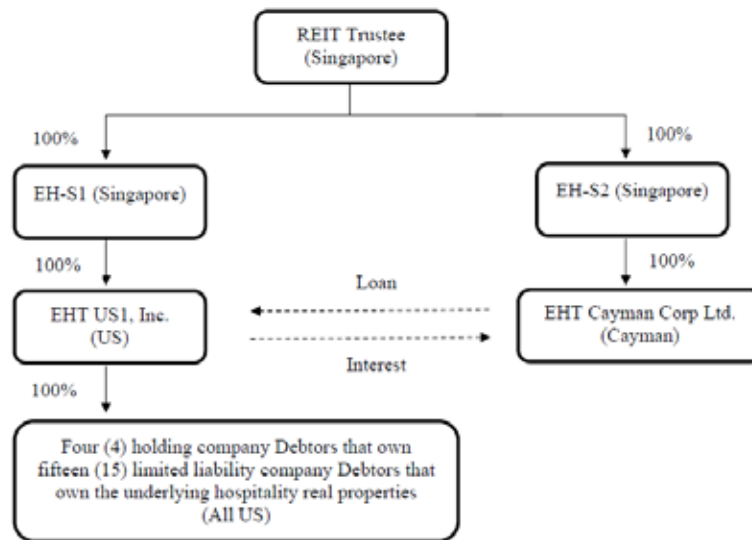 REIT Trustee
(Singapore)
100%
100%
EH-S1 (Singapore)
EH-S2 (Singapore)
100%
100%
Loan
EHT US1, Inc.
(US)
EHT Cayman Corp Ltd.
(Cayman)
Interest
100%
Four (4) holding company Debtors that own
fifteen (15) limited liability company Debtors that
own the underlying hospitality real properties
(All US)